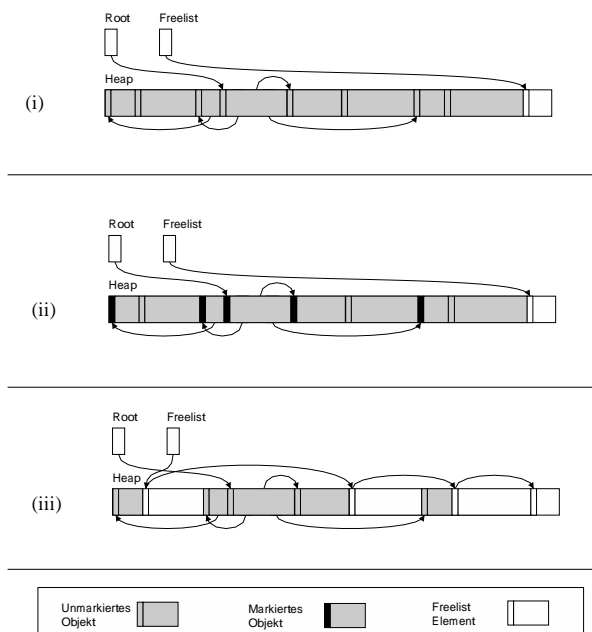 Root Freelist
Heap
(i)
Root Freelist
Heap
(ii)
Root Freelist
Heap
(iii)
Unmarkiertes Markiertes Freelist
Objekt Objekt Element